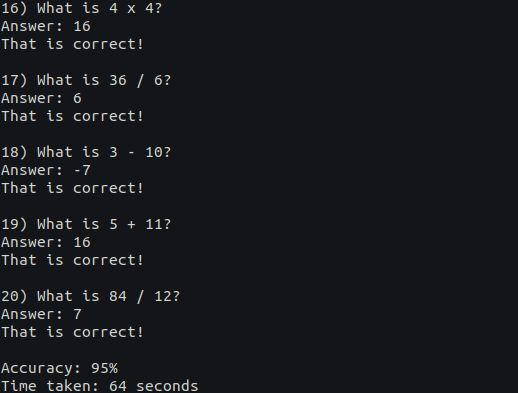 16) What is 4 x 4?
Answer: 16
That is correct!
17) What is 36 / 6?
Answer: 6
That is correct!
18) What is 3 - 10?
Answer: -7
That is correct!
19) What is 5 + 11?
Answer: 16
That is correct!
20) What is 84 / 12?
Answer: 7
That is correct!
Accuracy: 95%
Time taken: 64 seconds